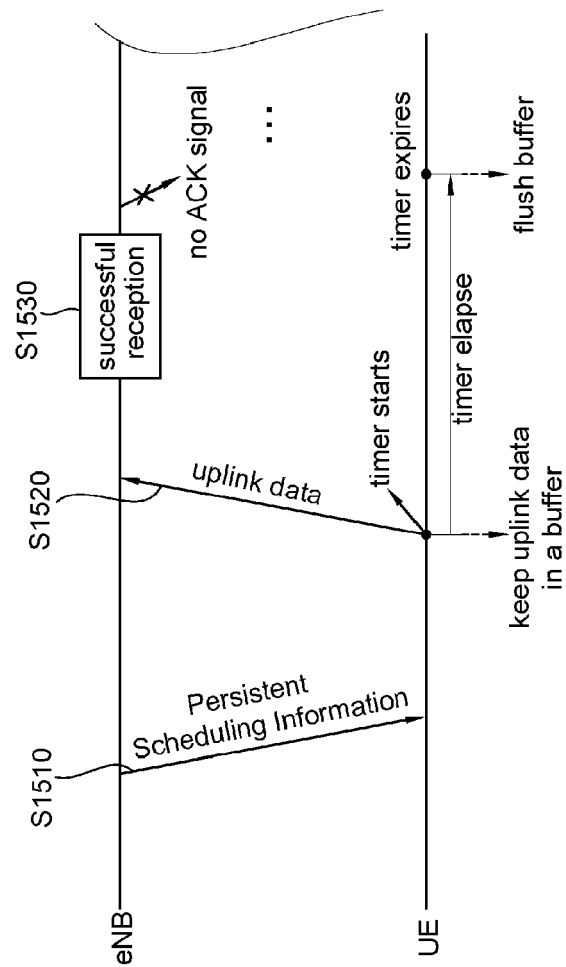 S1510
S1520
S1530
eNB
successful
reception
no ACK signal
...
Persistent
Scheduling Information
uplink data
timer starts
timer expires
UE
timer elapse
keep uplink data
in a buffer
flush buffer